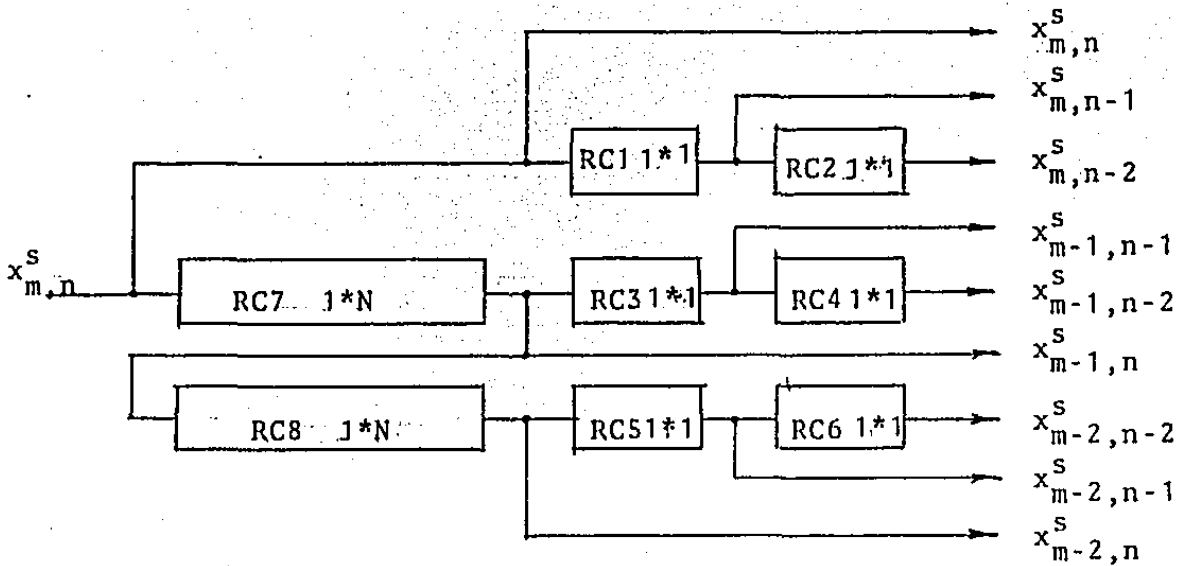 x^s_{m,n}
x^s_{m,n-1}
RC1 1*1
RC2 1*1
x^s_{m,n-2}
x^s_{m-1,n-1}
x^s_{m,n}
RC7 1*N
RC3 1*1
RC4 1*1
x^s_{m-1,n-2}
x^s_{m-1,n}
RC8 1*N
RC5 1*1
RC6 1*1
x^s_{m-2,n-2}
x^s_{m-2,n-1}
x^s_{m-2,n}